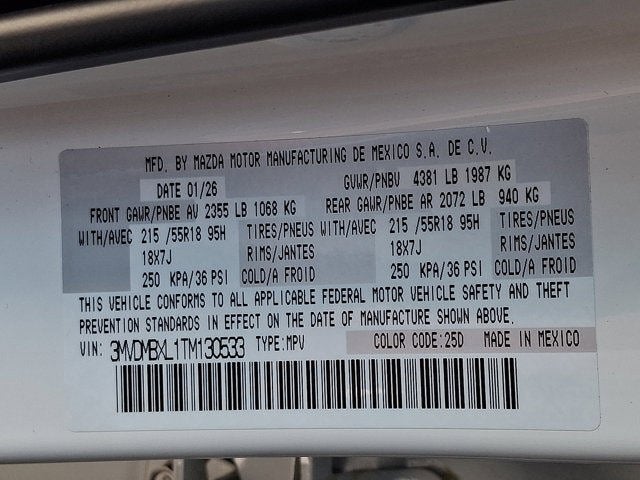 MFD. BY MAZDA MOTOR MANUFACTURING DE MEXICO S.A. DE C.V.
DATE 01/26 GVWR/PNBV 4381 LB 1987 KG
FRONT GAWR/PNBE AV 2355 LB 1068 KG REAR GAWR/PNBE AR 2072 LB 940 KG
WITH/AVEC 215 /55R18 95H TIRES/PNEUS WITH/AVEC 215 /55R18 95H TIRES/PNEUS
18X7J RIMS/JANTES 18X7J RIMS/JANTES
250 KPA/36 PSI COLD/A FROID 250 KPA/36 PSI COLD/A FROID
THIS VEHICLE CONFORMS TO ALL APPLICABLE FEDERAL MOTOR VEHICLE SAFETY AND THEFT
PREVENTION STANDARDS IN EFFECT ON THE DATE OF MANUFACTURE SHOWN ABOVE.
VIN: 3MVDMBXL1TM130533 TYPE:MPV COLOR CODE:25D MADE IN MEXICO